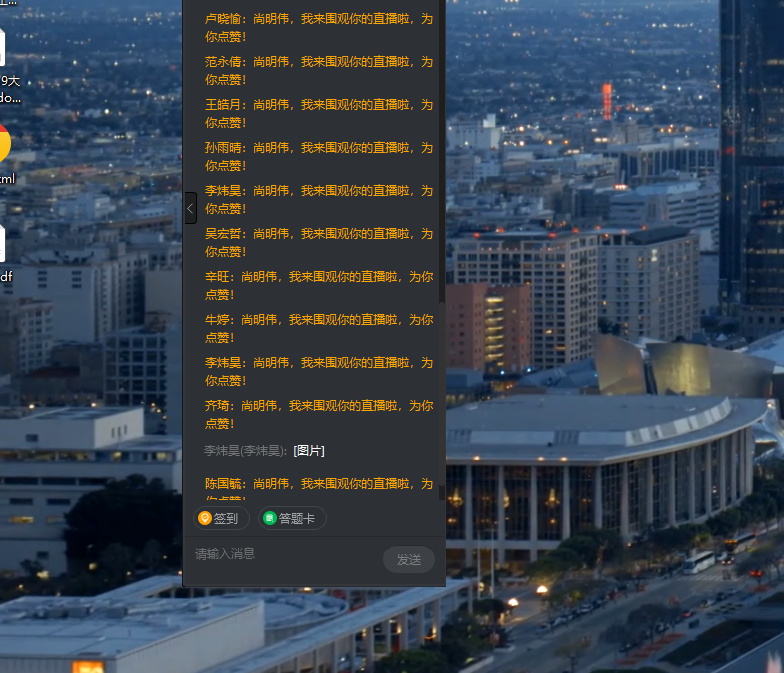 卢晓愉：尚明伟，我来围观你的直播啦，为
你点赞！
范永倩：尚明伟，我来围观你的直播啦，为
你点赞！
王皓月：尚明伟，我来围观你的直播啦，为
你点赞！
孙雨晴：尚明伟，我来围观你的直播啦，为
你点赞！
9大
do...
tml
李炜昊：尚明伟，我来围观你的直播啦，为
你点赞！
吴宏哲：尚明伟，我来围观你的直播啦，为
你点赞！
df
辛旺：尚明伟，我来围观你的直播啦，为你
点赞！
牛婷：尚明伟，我来围观你的直播啦，为你
点赞！
李炜昊：尚明伟，我来围观你的直播啦，为
你点赞！
齐琦：尚明伟，我来围观你的直播啦，为你
点赞！
李炜昊(李炜昊)：[图片]
陈国毓：尚明伟，我来围观你的直播啦，为
你点赞！
签到 答题卡
请输入消息
发送